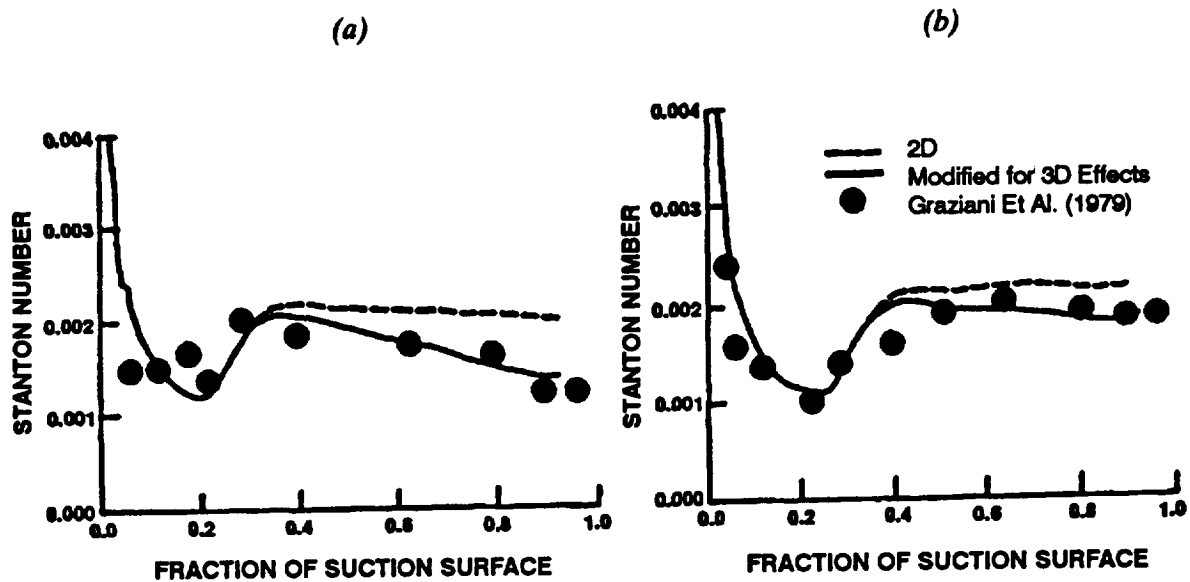 (a)
0.004
0.003
0.002
0.001
0.000
STANTON NUMBER
0.0 0.2 0.4 0.6 0.8 1.0
FRACTION OF SUCTION SURFACE
(b)
0.004
0.003
0.002
0.001
0.000
STANTON NUMBER
2D
Modified for 3D Effects
Graziani Et Al. (1979)
0.0 0.2 0.4 0.6 0.8 1.0
FRACTION OF SUCTION SURFACE